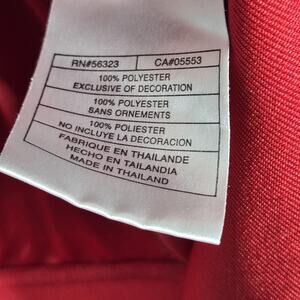 RN#56323 CA#05553
100% POLYESTER
EXCLUSIVE OF DECORATION
100% POLYESTER
SANS ORNEMENTS
100% POLIESTER
NO INCLUYE LA DECORACION
FABRIQUE EN THAILANDE
HECHO EN TAILANDIA
MADE IN THAILAND